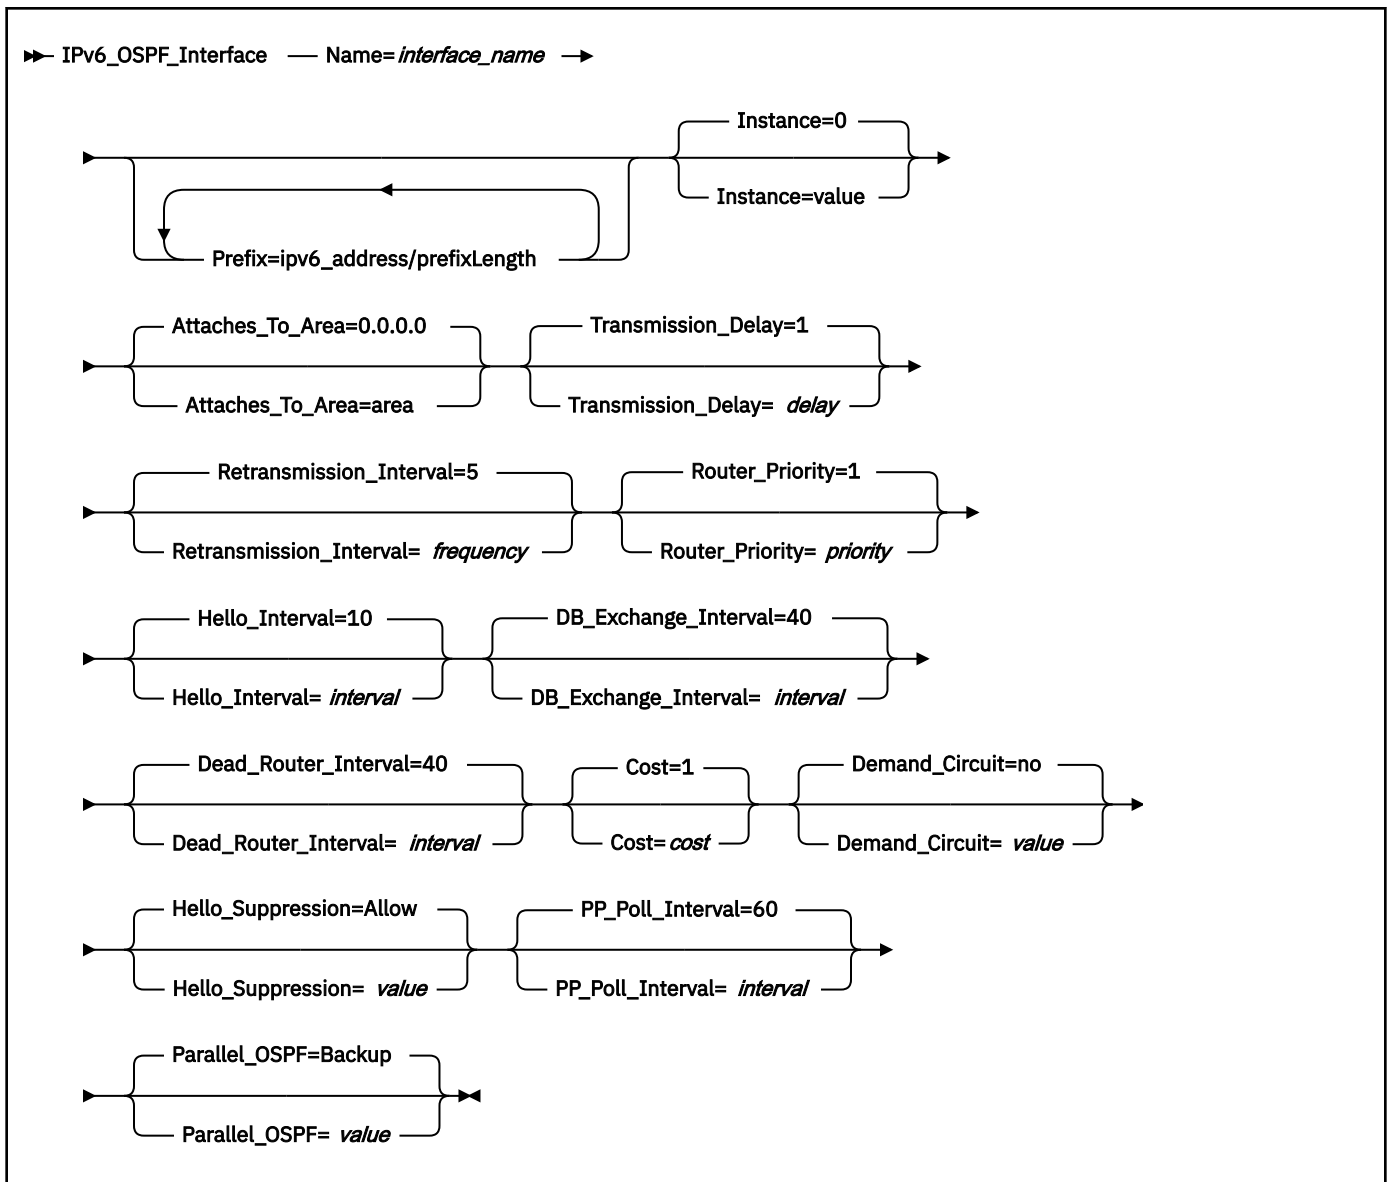 IPv6_OSPF_Interface Name=interface_name
Instance=0
Instance=value
Prefix=ipv6_address/prefixLength
Attaches_To_Area=0.0.0.0 Transmission_Delay=1
Attaches_To_Area=area Transmission_Delay= delay
Retransmission_Interval=5 Router_Priority=1
Retransmission_Interval= frequency Router_Priority= priority
Hello_Interval=10 DB_Exchange_Interval=40
Hello_Interval= interval DB_Exchange_Interval= interval
Dead_Router_Interval=40 Cost=1 Demand_Circuit=no
Dead_Router_Interval= interval Cost= cost Demand_Circuit= value
Hello_Suppression=Allow PP_Poll_Interval=60
Hello_Suppression= value PP_Poll_Interval= interval
Parallel_OSPF=Backup
Parallel_OSPF= value